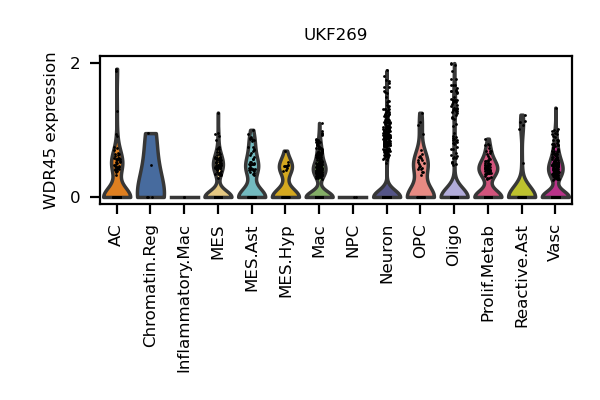 UKF269
WDR45 expression
2
0
AC
Chromatin.Reg
Inflammatory.Mac
MES
MES.Ast
MES.Hyp
Mac
NPC
Neuron
OPC
Oligo
Prolif.Metab
Reactive.Ast
Vasc